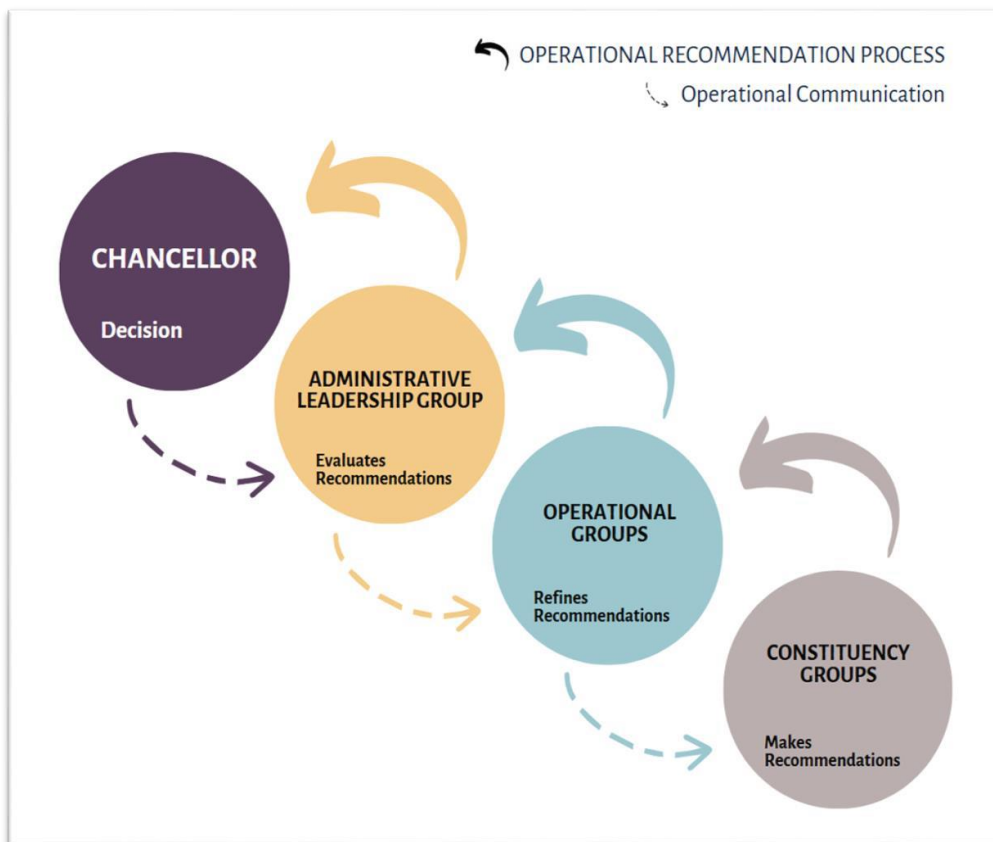 OPERATIONAL RECOMMENDATION PROCESS
Operational Communication
CHANCELLOR
Decision
ADMINISTRATIVE
LEADERSHIP GROUP
Evaluates
Recommendations
OPERATIONAL
GROUPS
Refines
Recommendations
CONSTITUENCY
GROUPS
Makes
Recommendations